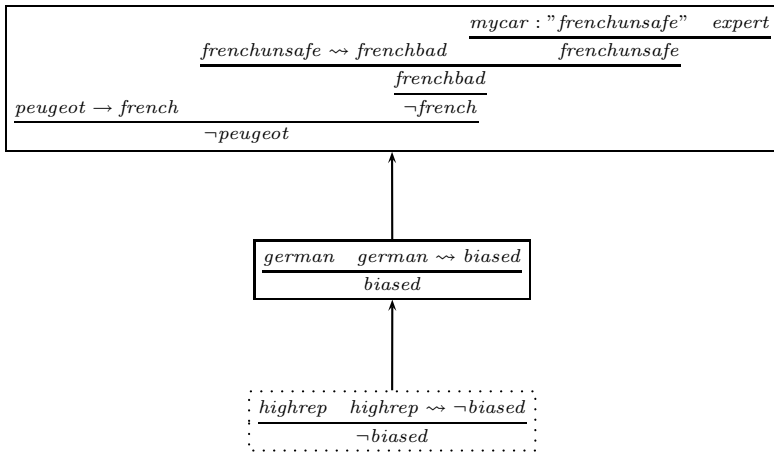 mycar : "frenchunsafe" expert
frenchunsafe ⇝ frenchbad frenchunsafe
frenchbad
peugeot → french ¬french
¬peugeot
german german ⇝ biased
biased
highrep highrep ⇝ ¬biased
¬biased